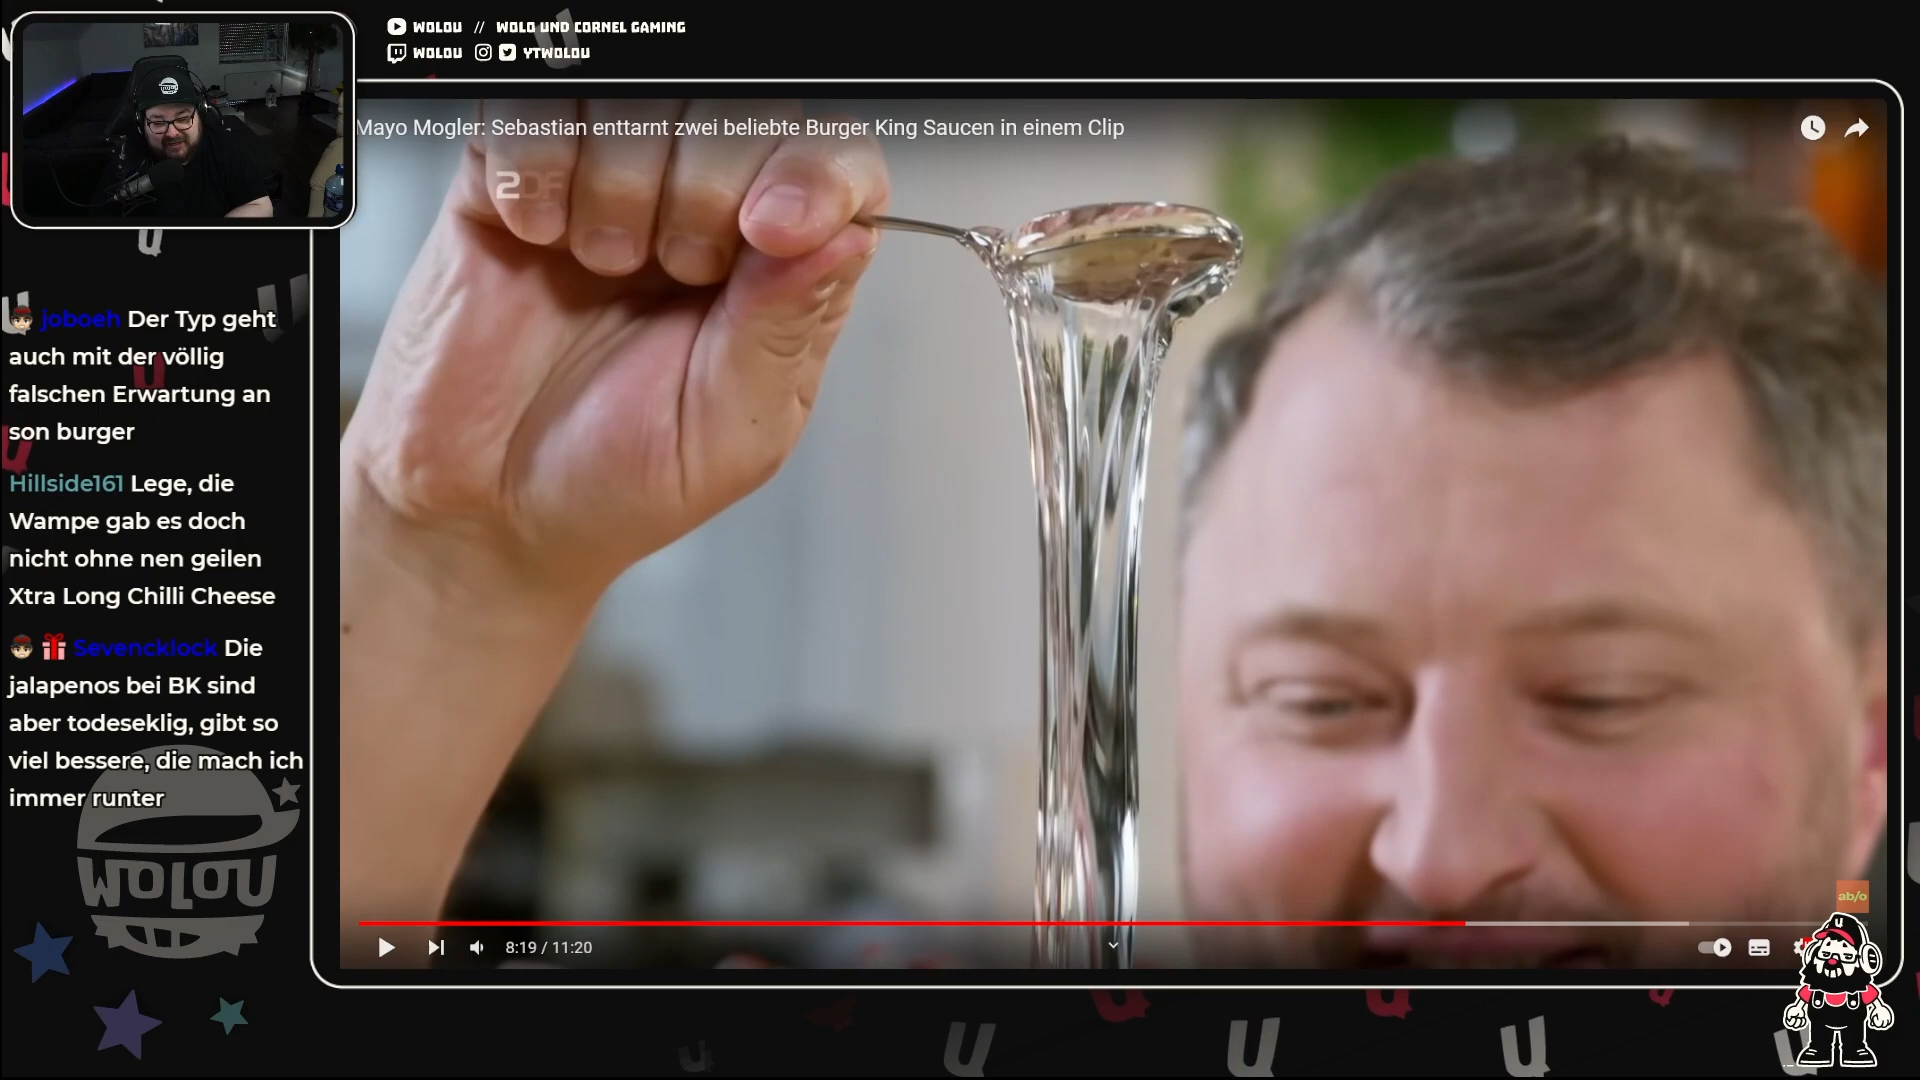 WOLOU // WOLO UND CORNEL GAMING
WOLOU YTWOLOU
Mayo Mogler: Sebastian enttarnt zwei beliebte Burger King Saucen in einem Clip
2DF
joboeh Der Typ geht
auch mit der völlig
falschen Erwartung an
son burger
Hillside161 Lege, die
Wampe gab es doch
nicht ohne nen geilen
Xtra Long Chilli Cheese
Sevencklock Die
jalapenos bei BK sind
aber todeseklig, gibt so
viel bessere, die mach ich
immer runter
WOLOU
ab/o
8:19 / 11:20